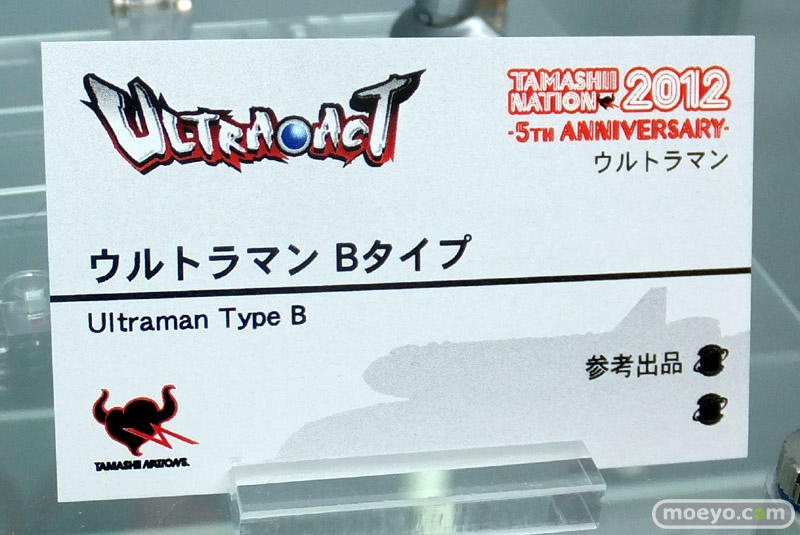 ULTRA ACT
TAMASHII NATION 2012
-5TH ANNIVERSARY-
ウルトラマン
ウルトラマン Bタイプ
Ultraman Type B
参考出品
TAMASHII NATIONS.
moeyo.com